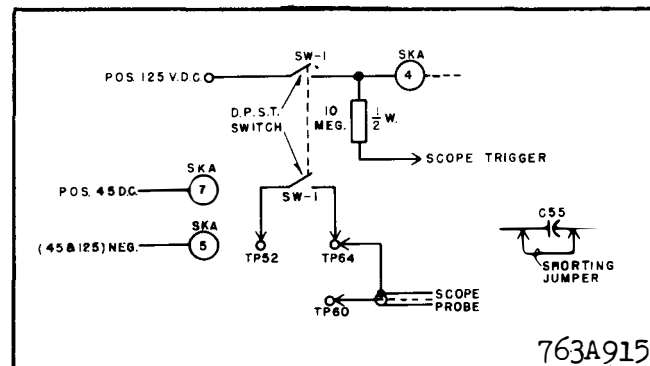 SW-1
SKA
POS. 125 V.D.C.
4
D.P.S.T.
SWITCH
10
MEG.
1/2 W.
SCOPE TRIGGER
SKA
POS. 45 D.C.
7
SW-1
SKA
(45 & 125) NEG.
5
TP52
TP64
C55
SHORTING
JUMPER
SCOPE
PROBE
TP60
763A915